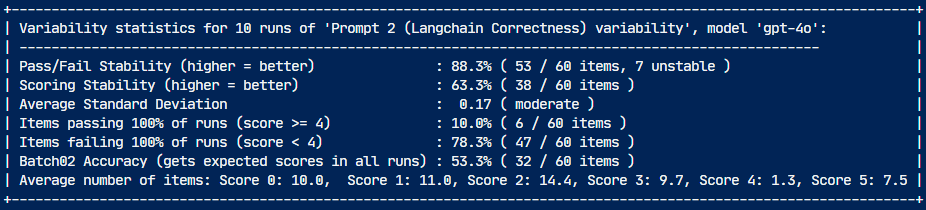 Variability statistics for 10 runs of 'Prompt 2 (Langchain Correctness) variability', model 'gpt-4o':
Pass/Fail Stability (higher = better) : 88.3% ( 53 / 60 items, 7 unstable )
Scoring Stability (higher = better) : 63.3% ( 38 / 60 items )
Average Standard Deviation : 0.17 ( moderate )
Items passing 100% of runs (score >= 4) : 10.0% ( 6 / 60 items )
Items failing 100% of runs (score < 4) : 78.3% ( 47 / 60 items )
Batch02 Accuracy (gets expected scores in all runs) : 53.3% ( 32 / 60 items )
Average number of items: Score 0: 10.0, Score 1: 11.0, Score 2: 14.4, Score 3: 9.7, Score 4: 1.3, Score 5: 7.5